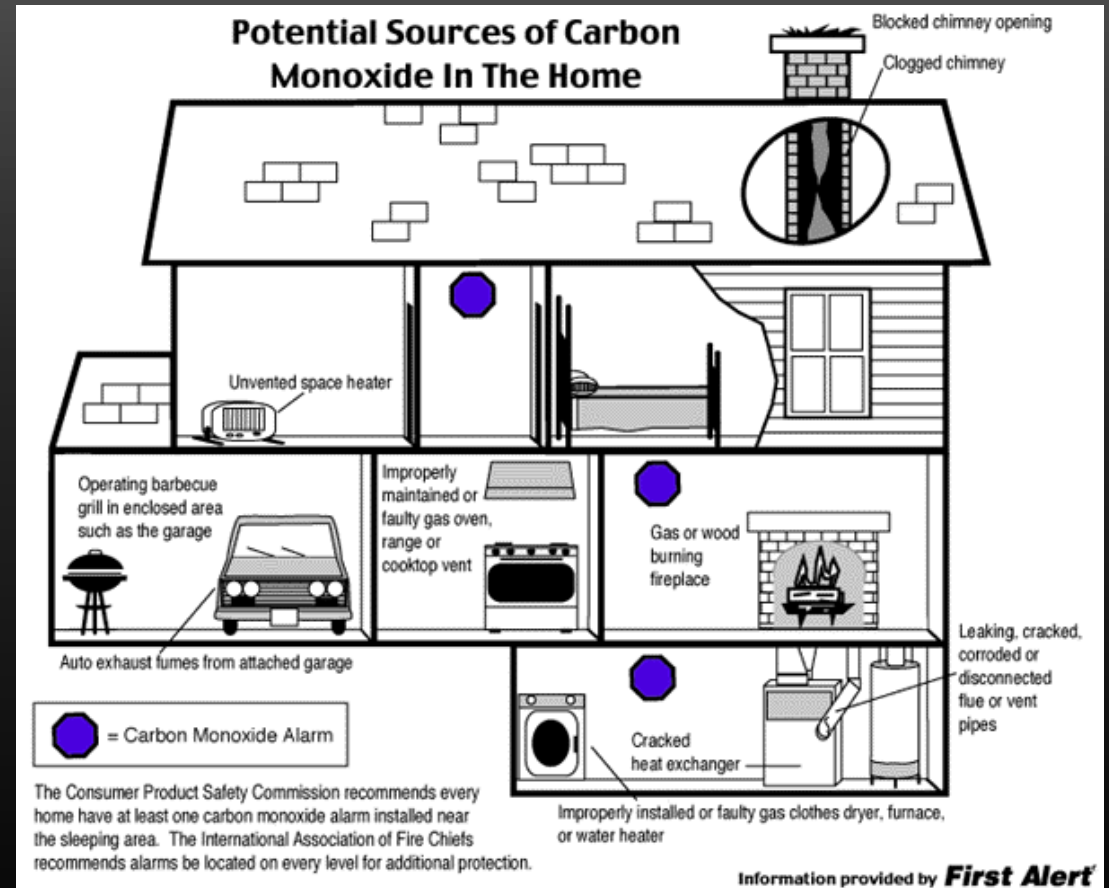 Potential Sources of Carbon
Monoxide In The Home
Blocked chimney opening
Clogged chimney
Unvented space heater
Operating barbecue
grill in enclosed area
such as the garage
Improperly
maintained or
faulty gas oven,
range or
cooktop vent
Gas or wood
burning
fireplace
Auto exhaust fumes from attached garage
Leaking, cracked,
corroded or
disconnected
flue or vent
pipes
= Carbon Monoxide Alarm
Cracked
heat exchanger
Improperly installed or faulty gas clothes dryer, furnace,
or water heater
The Consumer Product Safety Commission recommends every
home have at least one carbon monoxide alarm installed near
the sleeping area. The International Association of Fire Chiefs
recommends alarms be located on every level for additional protection.
Information provided by First Alert